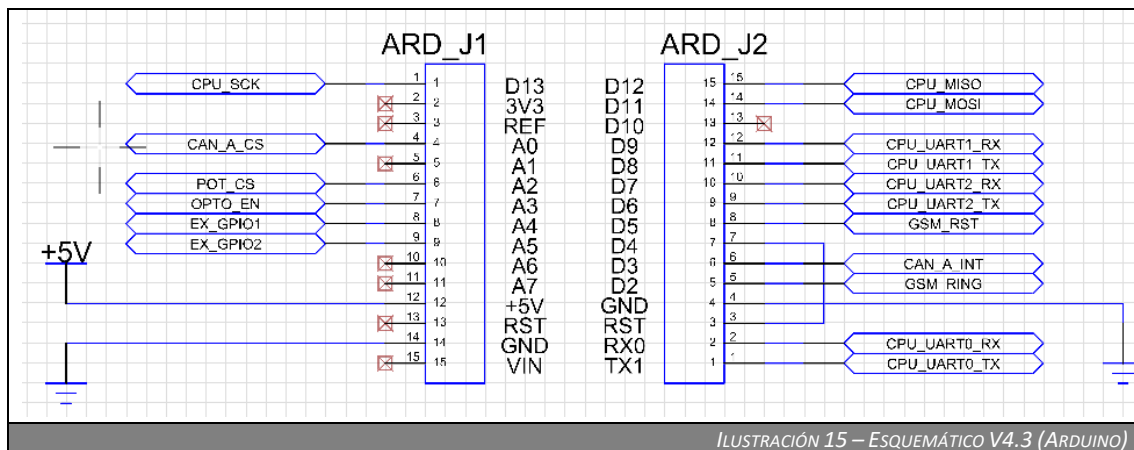 ARD_J1 ARD_J2
CPU_SCK 1 1 D13 D12 15 15 CPU_MISO
2 2 3V3 D11 14 14 CPU_MOSI
3 3 REF D10 13 13
CAN_A_CS 4 4 A0 D9 12 12 CPU_UART1_RX
5 5 A1 D8 11 11 CPU_UART1_TX
POT_CS 6 6 A2 D7 10 10 CPU_UART2_RX
OPTO_EN 7 7 A3 D6 9 9 CPU_UART2_TX
EX_GPIO1 8 8 A4 D5 8 8 GSM_RST
EX_GPIO2 9 9 A5 D4 7 7
+5V 10 10 A6 D3 6 6 CAN_A_INT
11 11 A7 D2 5 5 GSM_RING
12 12 +5V GND 4 4
13 13 RST RST 3 3
14 14 GND RX0 2 2 CPU_UART0_RX
15 15 VIN TX1 1 1 CPU_UART0_TX
ILUSTRACIÓN 15 – ESQUEMÁTICO V4.3 (ARDUINO)